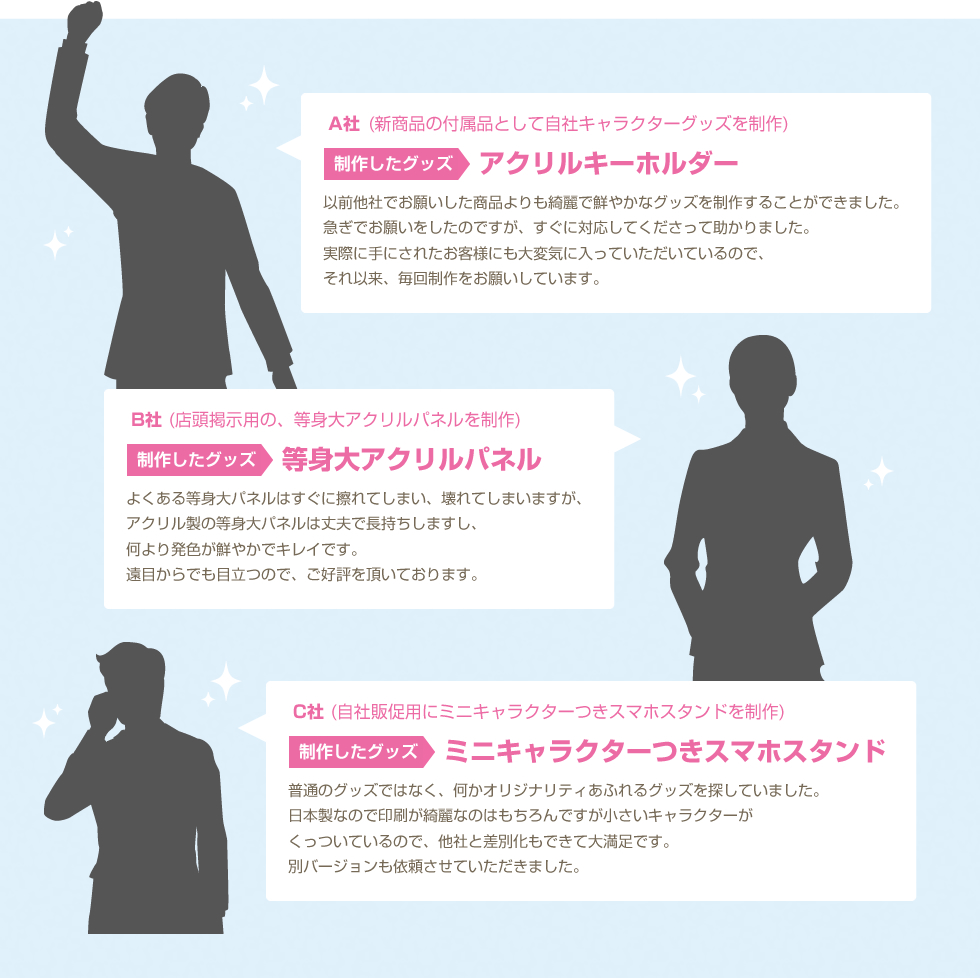 A社 (新商品の付属品として自社キャラクターグッズを制作)
制作したグッズ アクリルキーホルダー
以前他社でお願いした商品よりも綺麗で鮮やかなグッズを制作することができました。
急ぎでお願いをしたのですが、すぐに対応してくださって助かりました。
実際に手にされたお客様にも大変気に入っていただいているので、
それ以来、毎回制作をお願いしています。
B社 (店頭掲示用の、等身大アクリルパネルを制作)
制作したグッズ 等身大アクリルパネル
よくある等身大パネルはすぐに擦れてしまい、壊れてしまいますが、
アクリル製の等身大パネルは丈夫で長持ちしますし、
何より発色が鮮やかでキレイです。
遠目からでも目立つので、ご好評を頂いております。
C社 (自社販促用にミニキャラクターつきスマホスタンドを制作)
制作したグッズ ミニキャラクターつきスマホスタンド
普通のグッズではなく、何かオリジナリティあふれるグッズを探していました。
日本製なので印刷が綺麗なのはもちろんですが小さいキャラクターが
くっついているので、他社と差別化もできて大満足です。
別バージョンも依頼させていただきました。